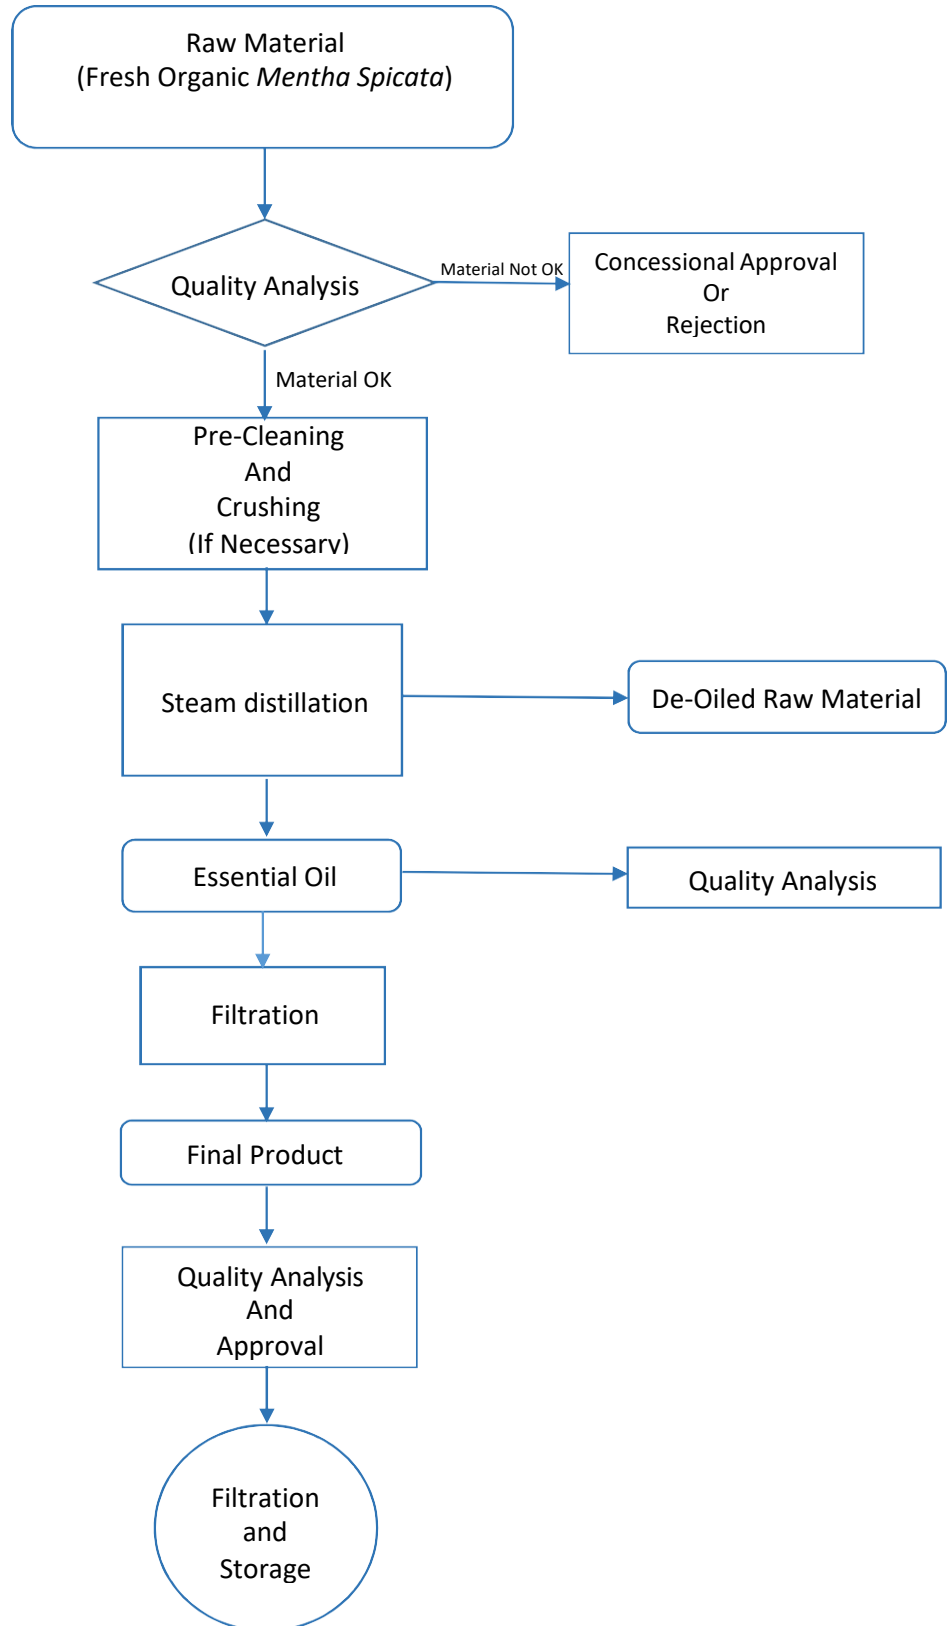 Raw Material
(Fresh Organic Mentha Spicata)
Quality Analysis
Material Not OK
Concessional Approval
Or
Rejection
Material OK
Pre-Cleaning
And
Crushing
(If Necessary)
Steam distillation
De-Oiled Raw Material
Essential Oil
Quality Analysis
Filtration
Final Product
Quality Analysis
And
Approval
Filtration
and
Storage